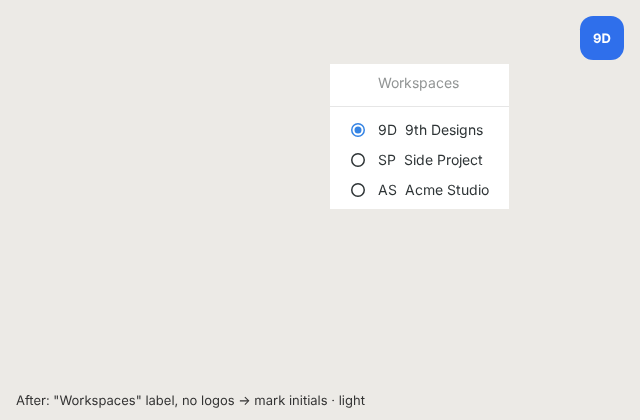 9D
Workspaces
9D 9th Designs
SP Side Project
AS Acme Studio
After: "Workspaces" label, no logos → mark initials · light